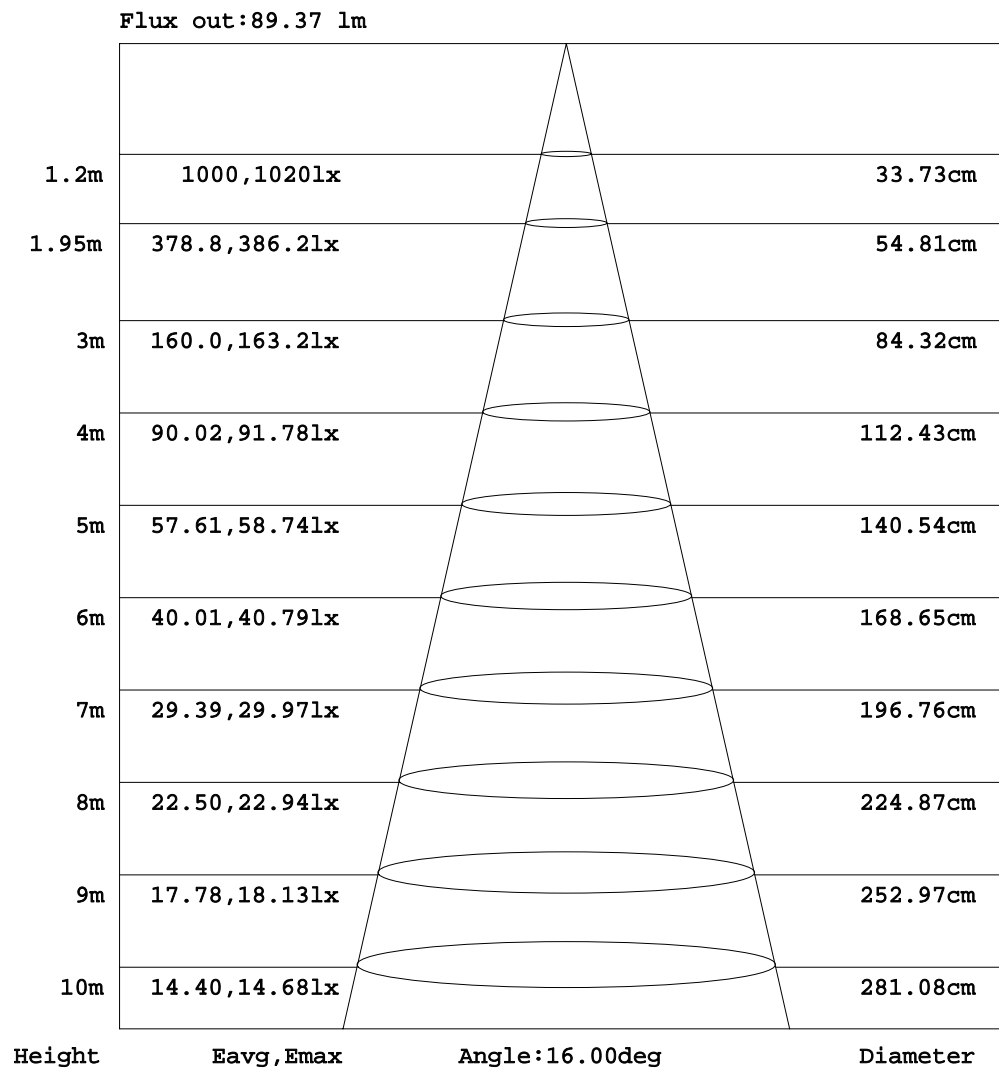 Flux out:89.37 lm
1.2m 1000,1020lx 33.73cm
1.95m 378.8,386.2lx 54.81cm
3m 160.0,163.2lx 84.32cm
4m 90.02,91.78lx 112.43cm
5m 57.61,58.74lx 140.54cm
6m 40.01,40.79lx 168.65cm
7m 29.39,29.97lx 196.76cm
8m 22.50,22.94lx 224.87cm
9m 17.78,18.13lx 252.97cm
10m 14.40,14.68lx 281.08cm
Height Eavg,Emax Angle:16.00deg Diameter